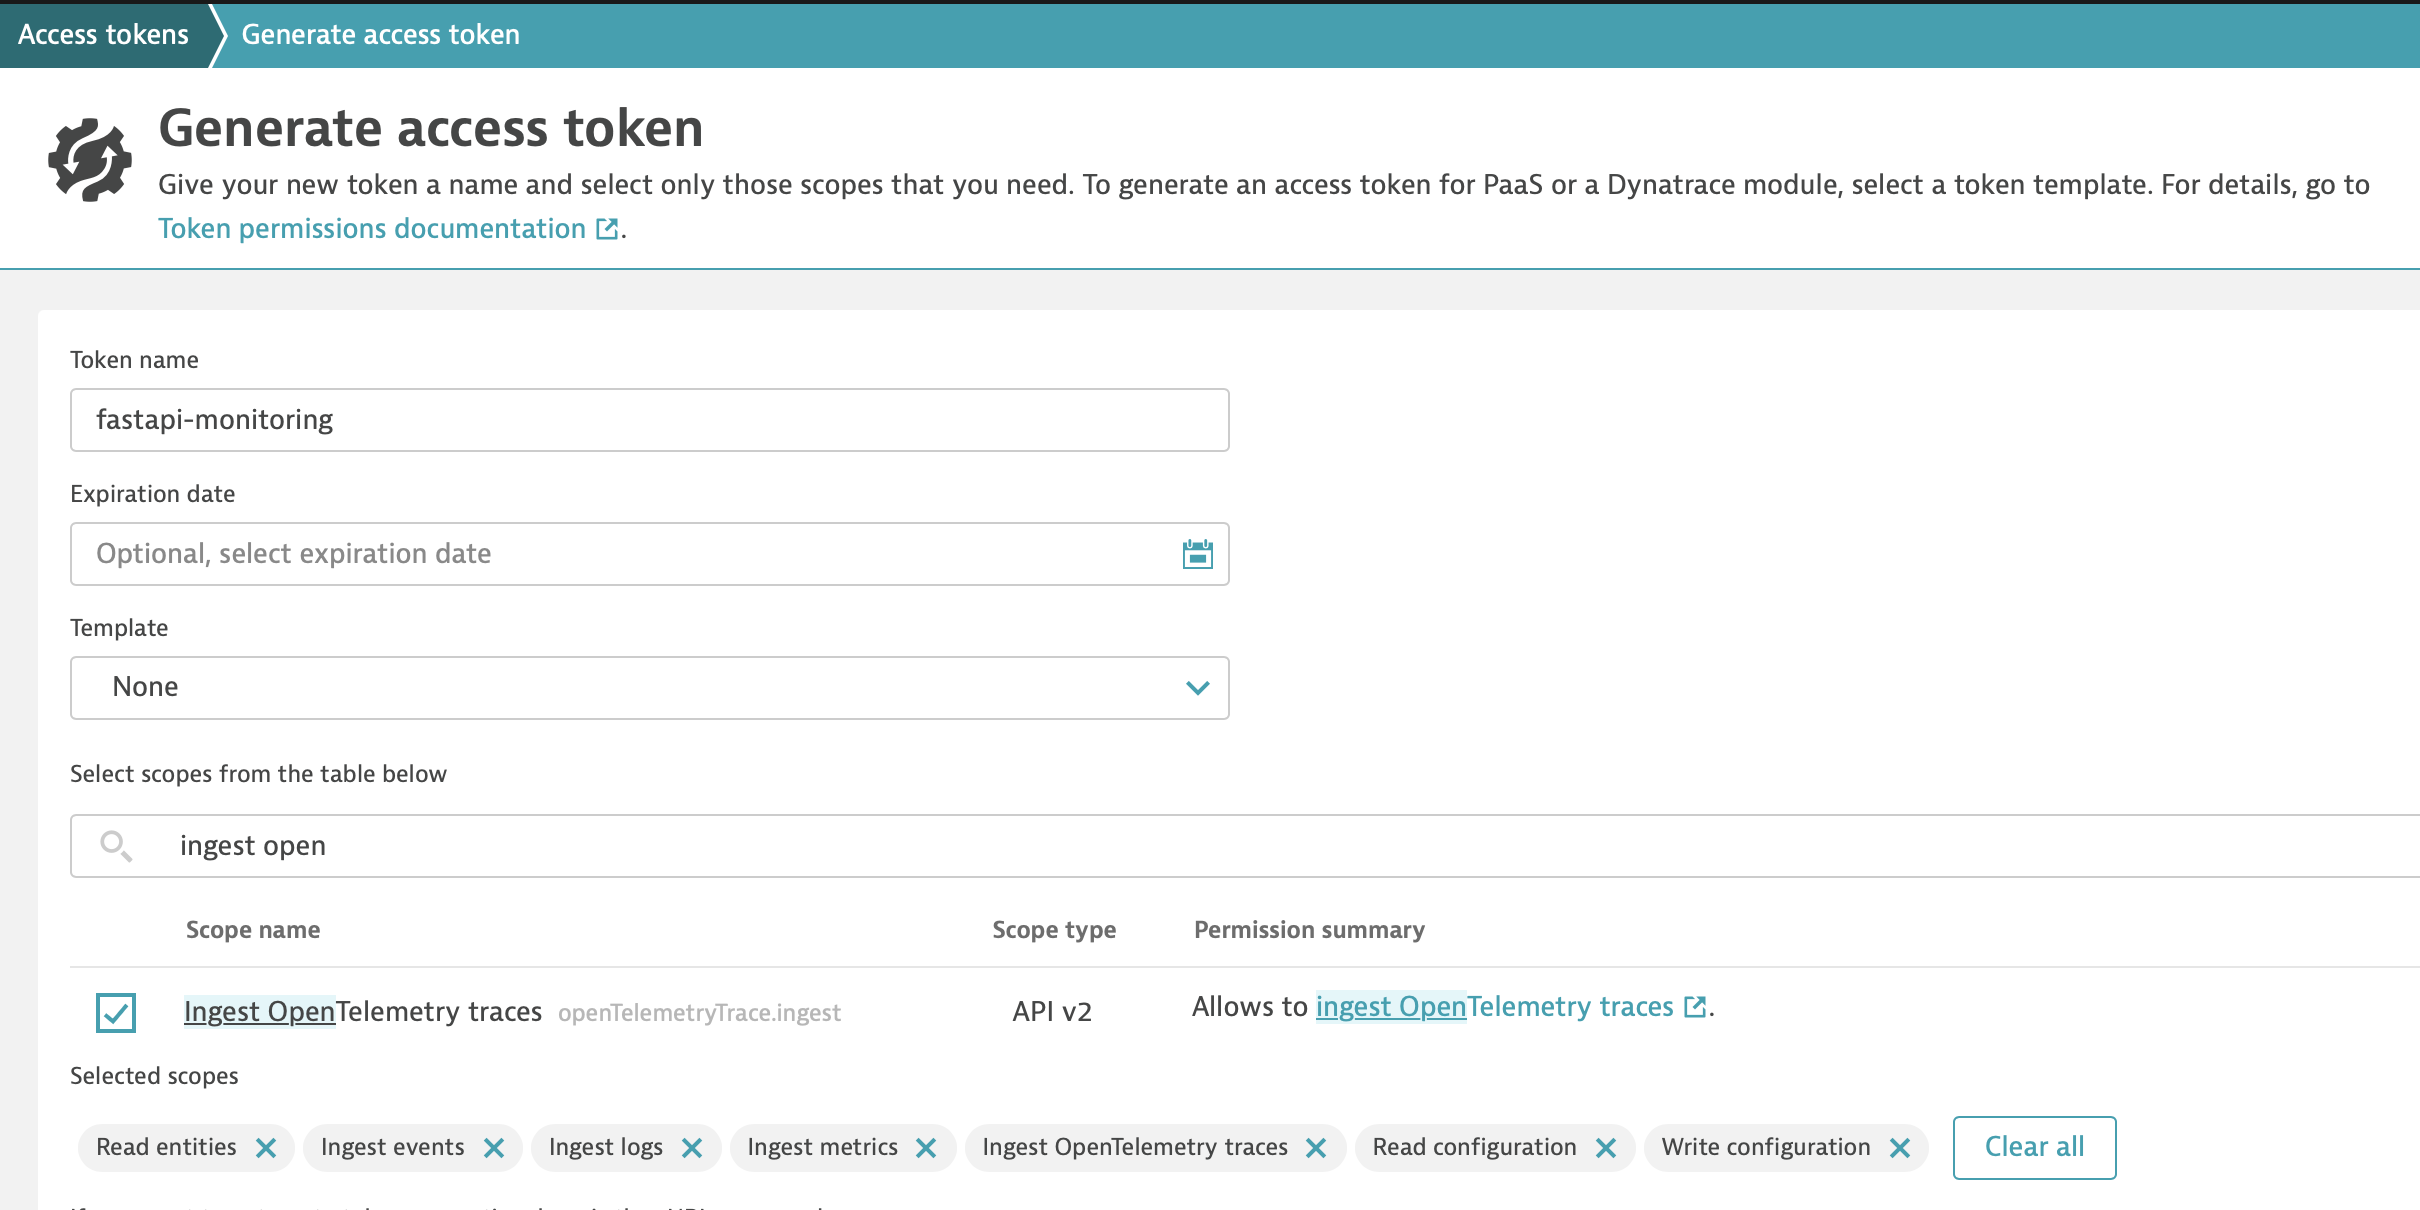 Access tokens
Generate access token
Generate access token
Give your new token a name and select only those scopes that you need. To generate an access token for PaaS or a Dynatrace module, select a token template. For details, go to
Token permissions documentation.
Token name
fastapi-monitoring
Expiration date
Optional, select expiration date
Template
None
Select scopes from the table below
ingest open
Scope name Scope type Permission summary
Ingest OpenTelemetry traces openTelemetryTrace.ingest API v2 Allows to ingest OpenTelemetry traces.
Selected scopes
Read entities Ingest events Ingest logs Ingest metrics Ingest OpenTelemetry traces Read configuration Write configuration Clear all